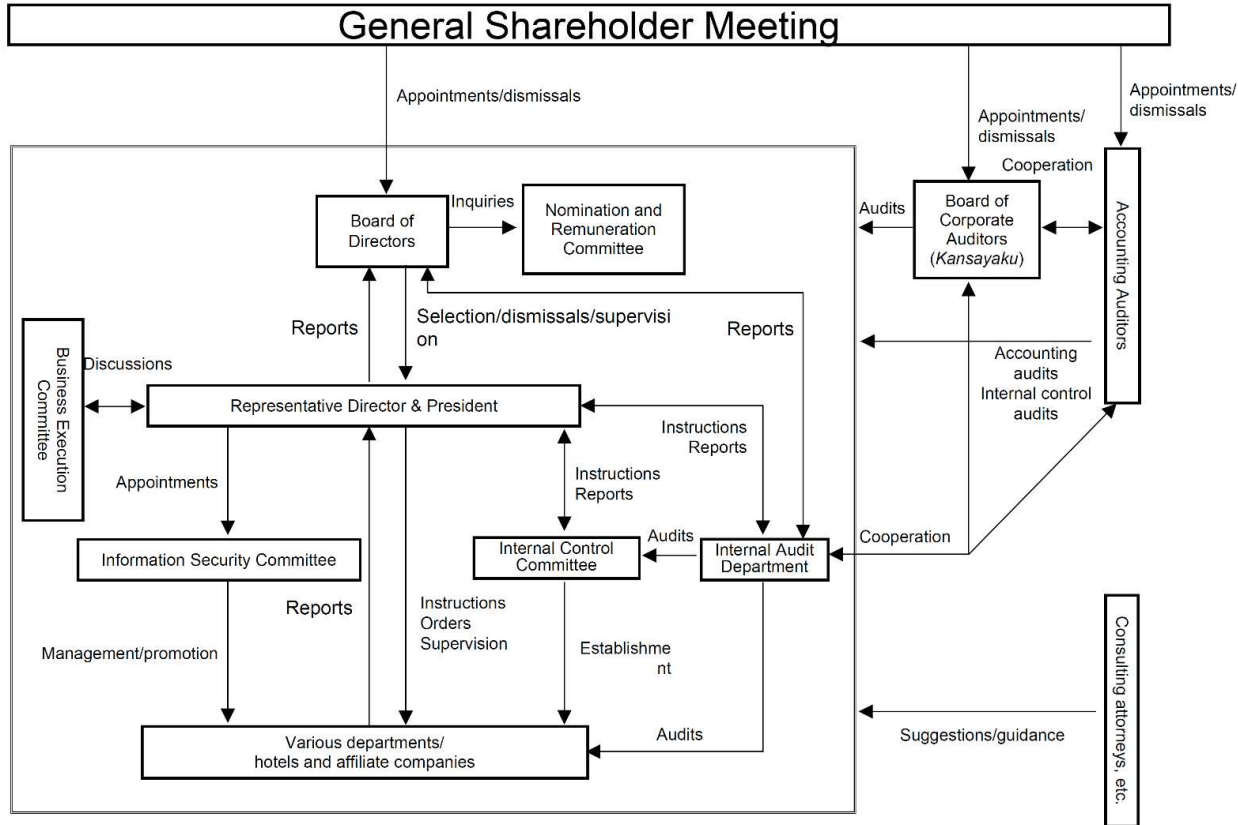 General Shareholder Meeting
Appointments/dismissals
Appointments/
dismissals
Appointments/
dismissals
Cooperation
Board of
Directors
Inquiries
Nomination and
Remuneration
Committee
Audits
Board of
Corporate
Auditors
(Kansayaku)
Accounting Auditors
Reports
Selection/dismissals/supervisi
on
Reports
Accounting
audits
Internal control
audits
Business Execution
Committee
Discussions
Representative Director & President
Instructions
Reports
Appointments
Instructions
Reports
Information Security Committee
Internal Control
Committee
Audits
Internal Audit
Department
Cooperation
Reports
Instructions
Orders
Supervision
Management/promotion
Establishme
nt
Consulting attorneys, etc.
Various departments/
hotels and affiliate companies
Audits
Suggestions/guidance